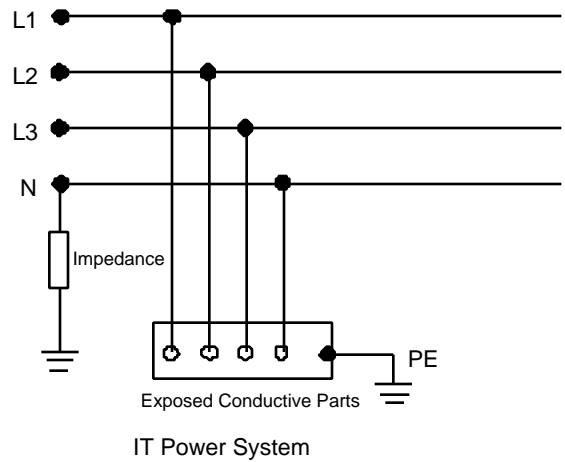 L1
L2
L3
N
Impedance
PE
Exposed Conductive Parts
IT Power System